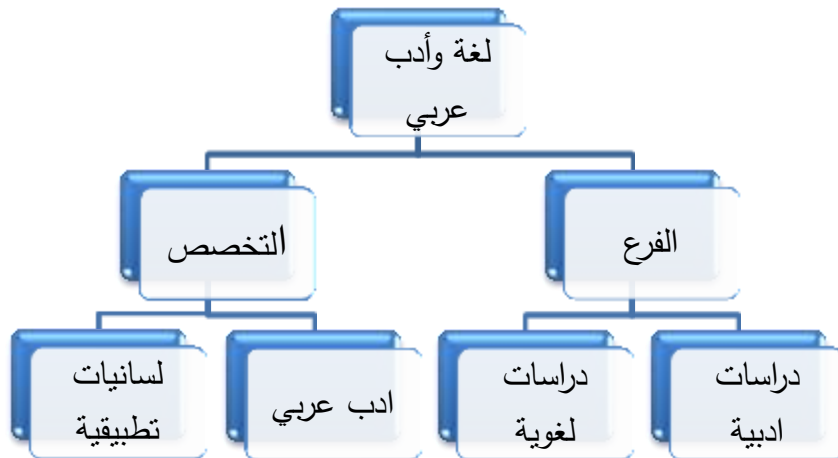 لغة وأدب
عربي
الفرع
التخصص
دراسات
ادبية
دراسات
لغوية
ادب عربي
لسانيات
تطبيقية